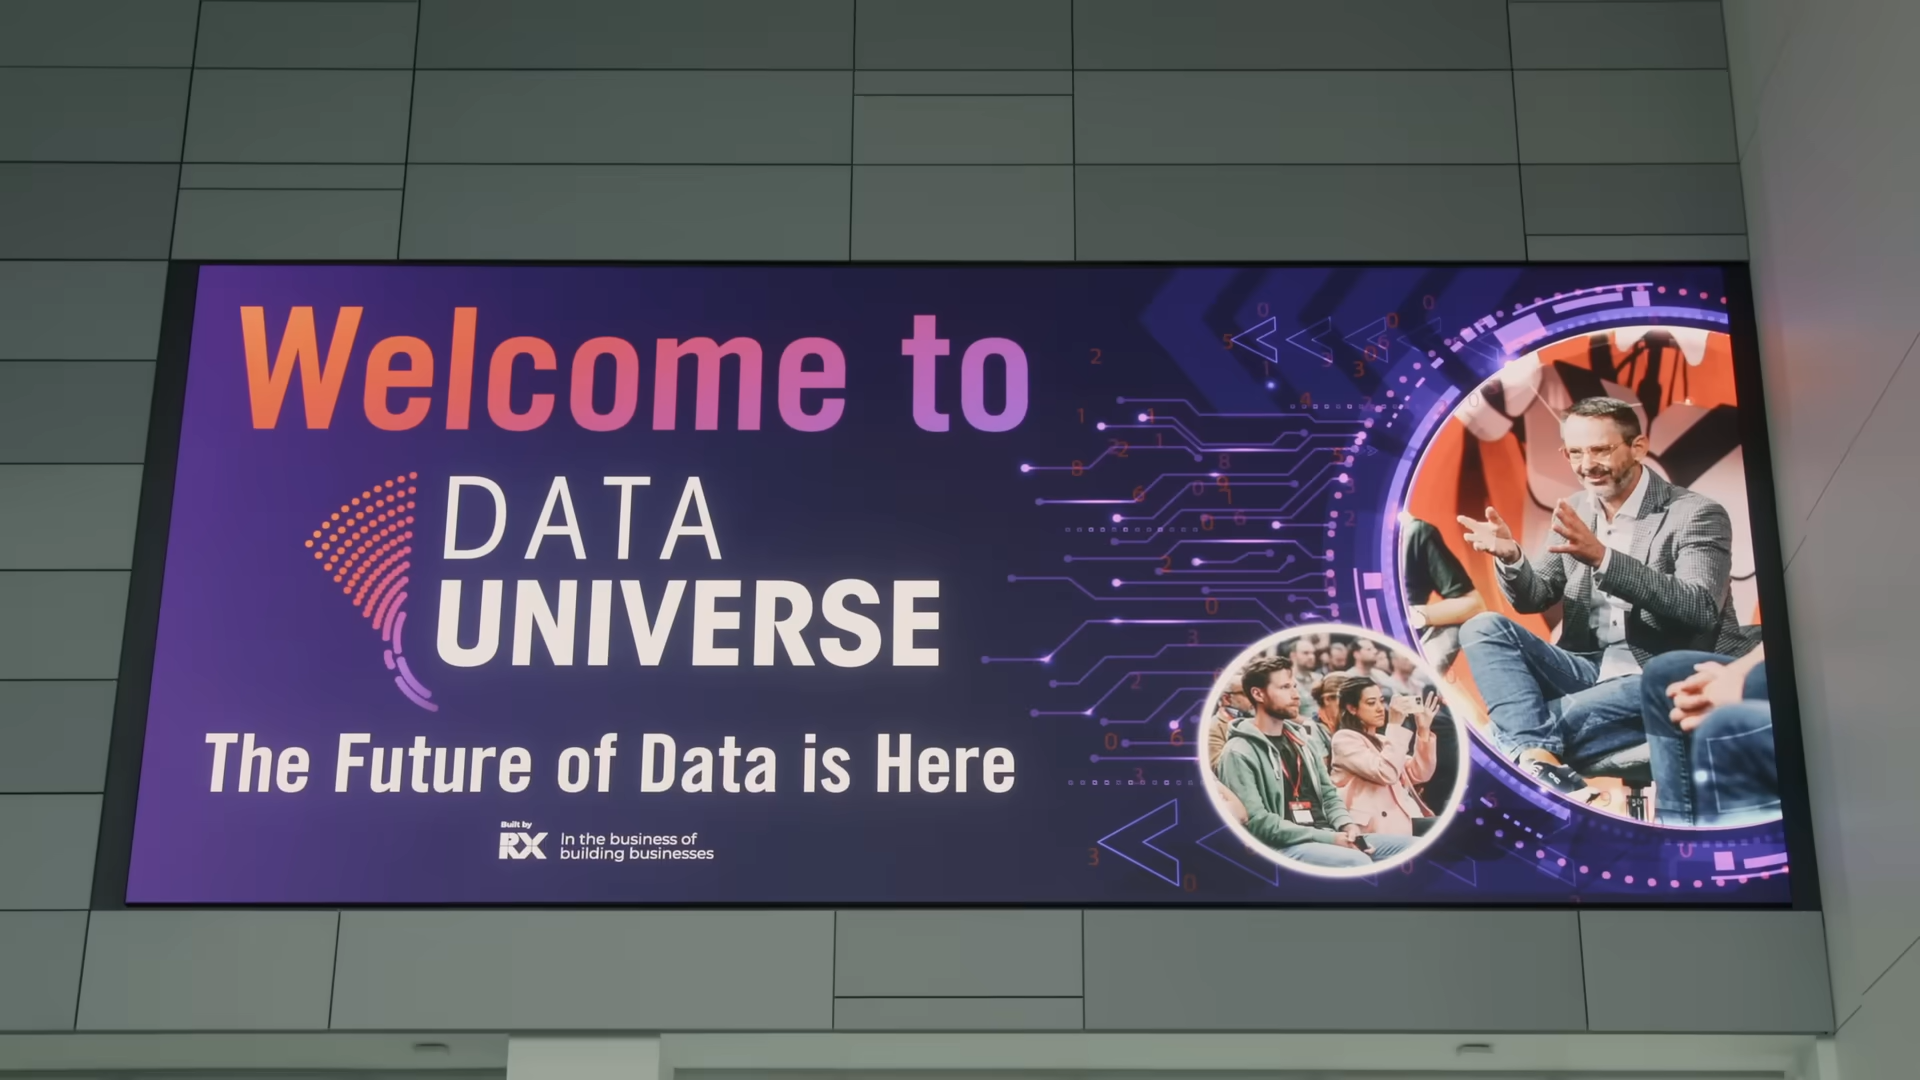 Welcome to
DATA
UNIVERSE
The Future of Data is Here
Built by
RX
In the business of
building businesses